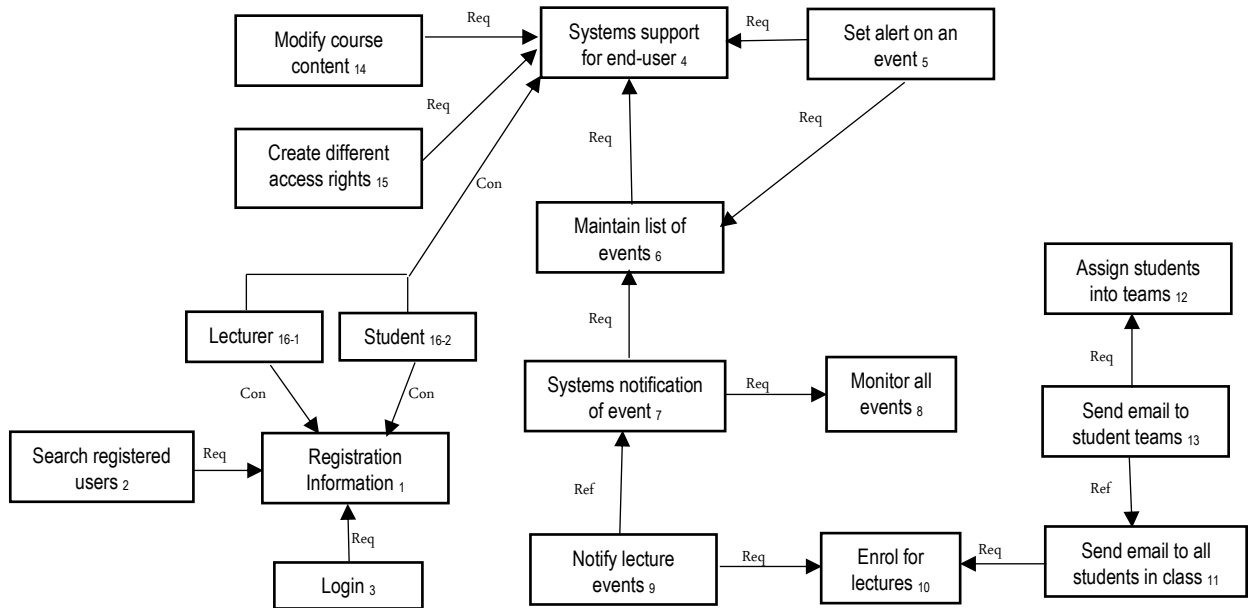 Req
Modify course
content 14
Systems support
for end-user 4
Req
Set alert on an
event 5
Req
Create different
access rights 15
Req
Req
Con
Maintain list of
events 6
Assign students
into teams 12
Lecturer 16-1
Student 16-2
Req
Req
Con
Con
Systems notification
of event 7
Req
Monitor all
events 8
Send email to
student teams 13
Search registered
users 2
Req
Registration
Information 1
Ref
Ref
Req
Login 3
Notify lecture
events 9
Req
Enrol for
lectures 10
Req
Send email to all
students in class 11